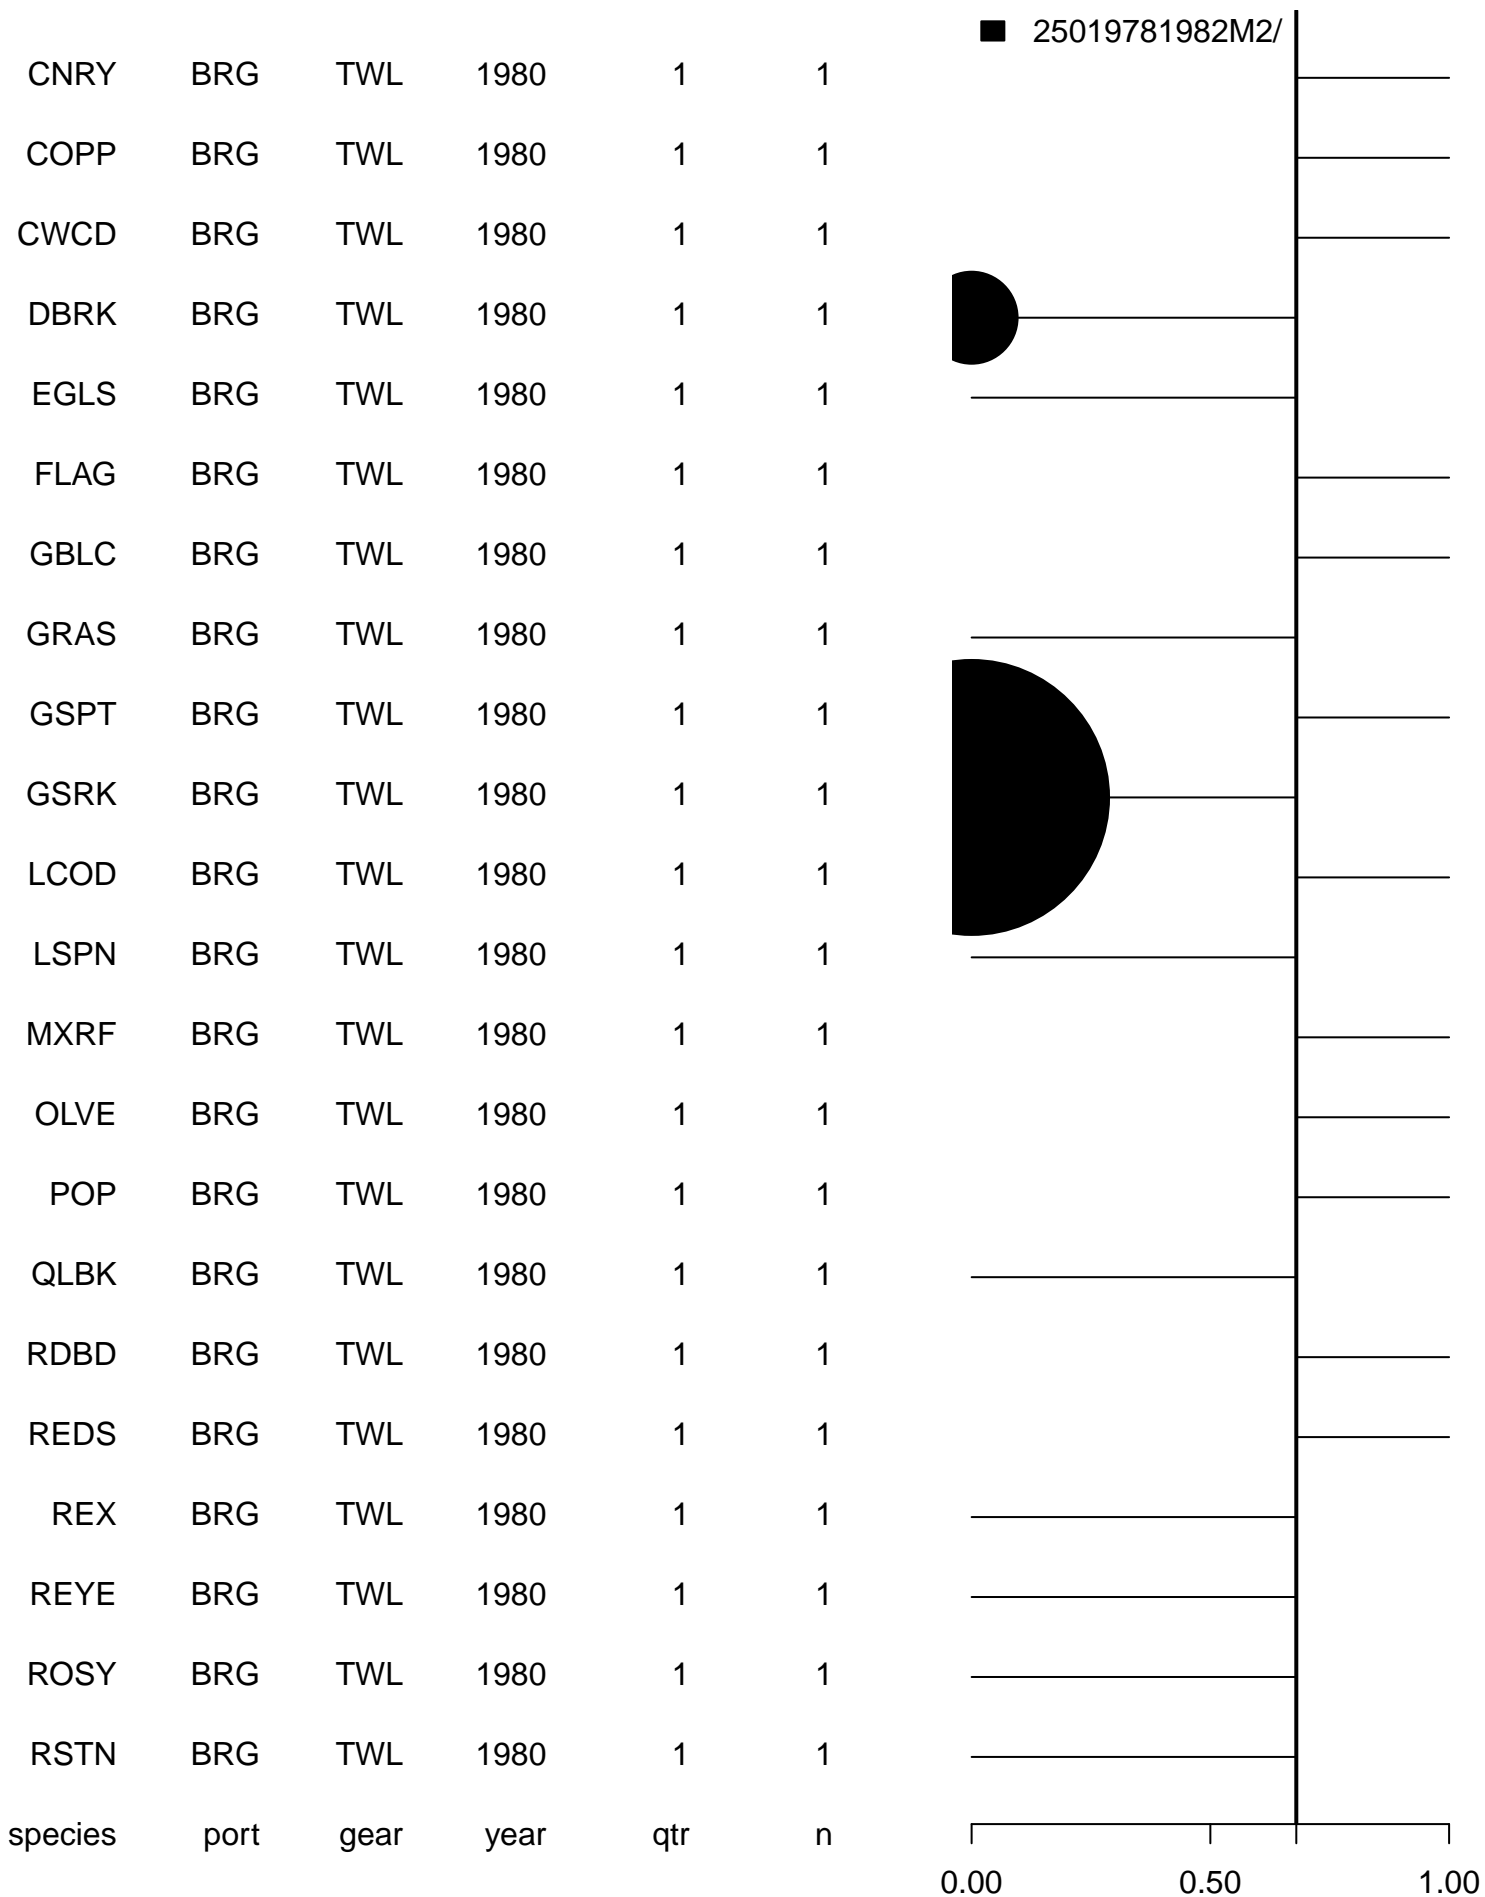 25019781982M2/
CNRY BRG TWL 1980 1 1
COPP BRG TWL 1980 1 1
CWCD BRG TWL 1980 1 1
DBRK BRG TWL 1980 1 1
EGLS BRG TWL 1980 1 1
FLAG BRG TWL 1980 1 1
GBLC BRG TWL 1980 1 1
GRAS BRG TWL 1980 1 1
GSPT BRG TWL 1980 1 1
GSRK BRG TWL 1980 1 1
LCOD BRG TWL 1980 1 1
LSPN BRG TWL 1980 1 1
MXRF BRG TWL 1980 1 1
OLVE BRG TWL 1980 1 1
POP BRG TWL 1980 1 1
QLBK BRG TWL 1980 1 1
RDBD BRG TWL 1980 1 1
REDS BRG TWL 1980 1 1
REX BRG TWL 1980 1 1
REYE BRG TWL 1980 1 1
ROSY BRG TWL 1980 1 1
RSTN BRG TWL 1980 1 1
species port gear year qtr n
0.00 0.50 1.00